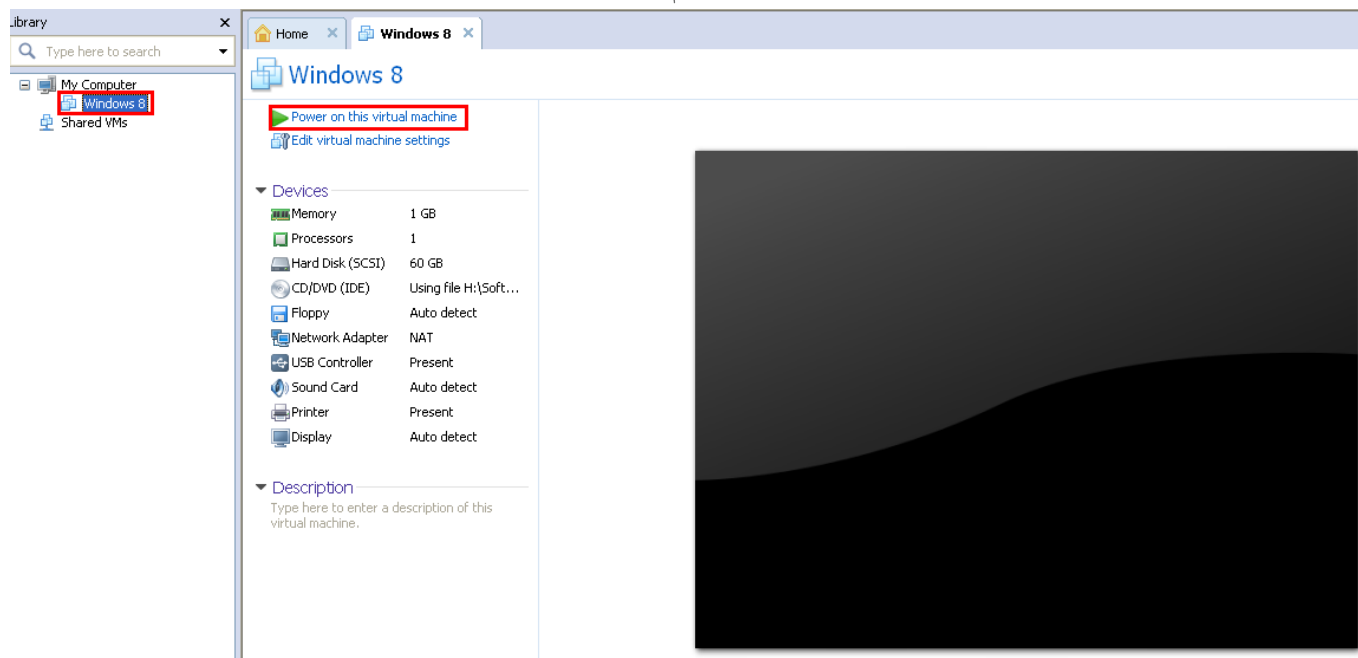 Library
Type here to search
My Computer
Windows 8
Shared VMs
Home
Windows 8
Windows 8
Power on this virtual machine
Edit virtual machine settings
Devices
Memory 1 GB
Processors 1
Hard Disk (SCSI) 60 GB
CD/DVD (IDE) Using file H:\Soft...
Floppy Auto detect
Network Adapter NAT
USB Controller Present
Sound Card Auto detect
Printer Present
Display Auto detect
Description
Type here to enter a description of this
virtual machine.